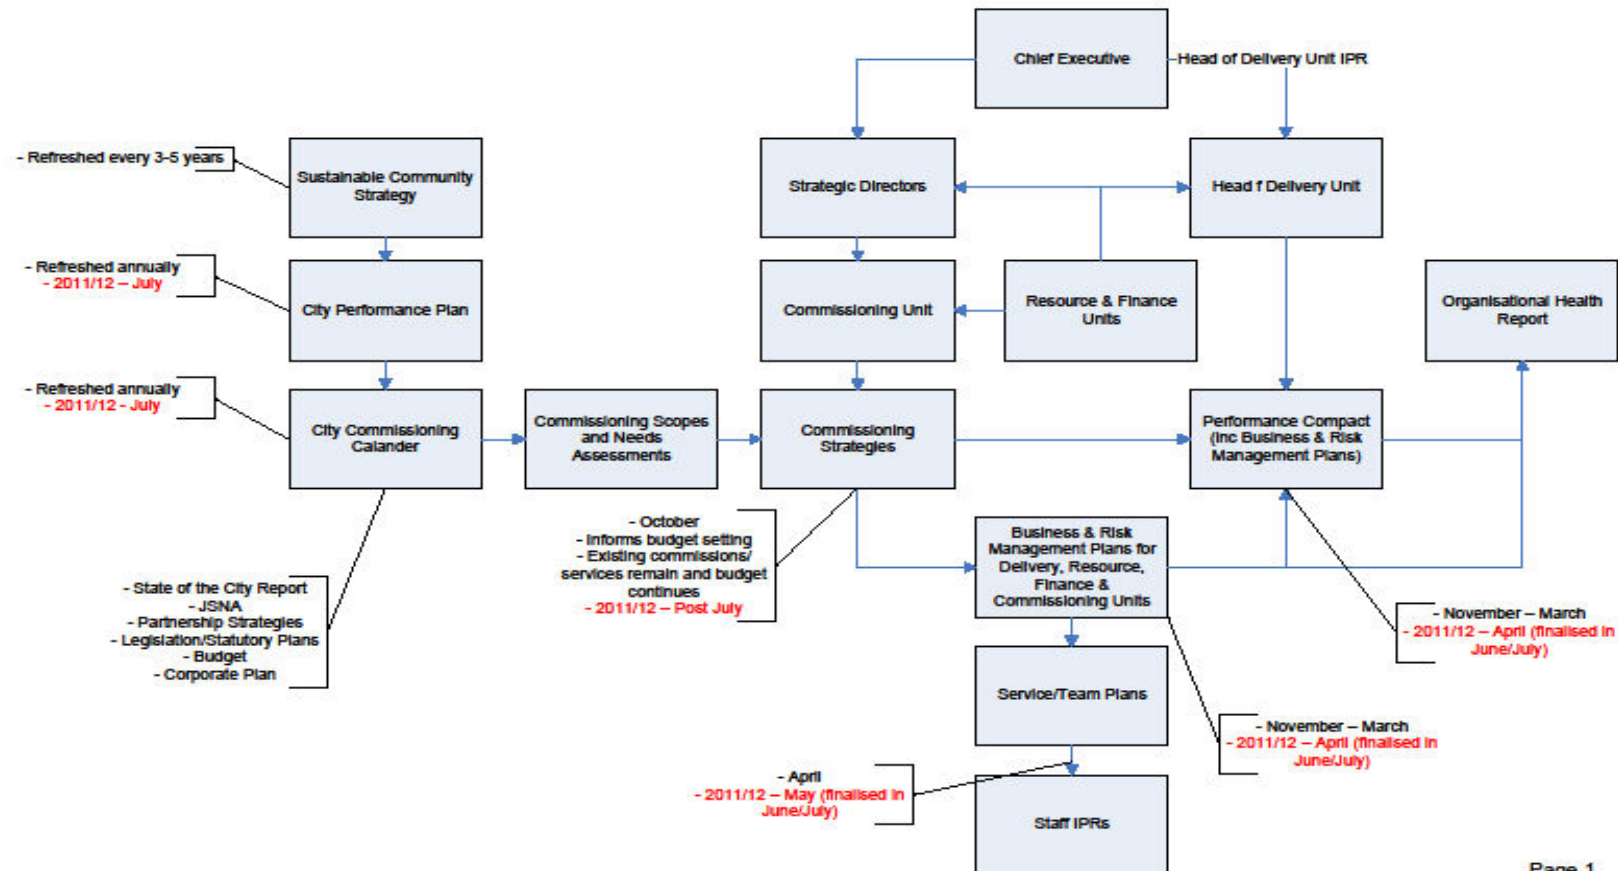 Chief Executive
Head of Delivery Unit IPR
- Refreshed every 3-5 years
Sustainable Community
Strategy
Strategic Directors
Head f Delivery Unit
- Refreshed annually
- 2011/12 – July
City Performance Plan
Commissioning Unit
Resource & Finance
Units
Organisational Health
Report
- Refreshed annually
- 2011/12 - July
City Commissioning
Calander
Commissioning Scopes
and Needs
Assessments
Commissioning
Strategies
Performance Compact
(inc Business & Risk
Management Plans)
- October
- Informs budget setting
- Existing commissions/
services remain and budget
continues
- 2011/12 – Post July
Business & Risk
Management Plans for
Delivery, Resource,
Finance &
Commissioning Units
- State of the City Report
- JSNA
- Partnership Strategies
- Legislation/Statutory Plans
- Budget
- Corporate Plan
- November – March
- 2011/12 – April (finalised in
June/July)
Service/Team Plans
- November – March
- 2011/12 – April (finalised in
June/July)
- April
- 2011/12 – May (finalised in
June/July)
Staff IPRs
Page 1